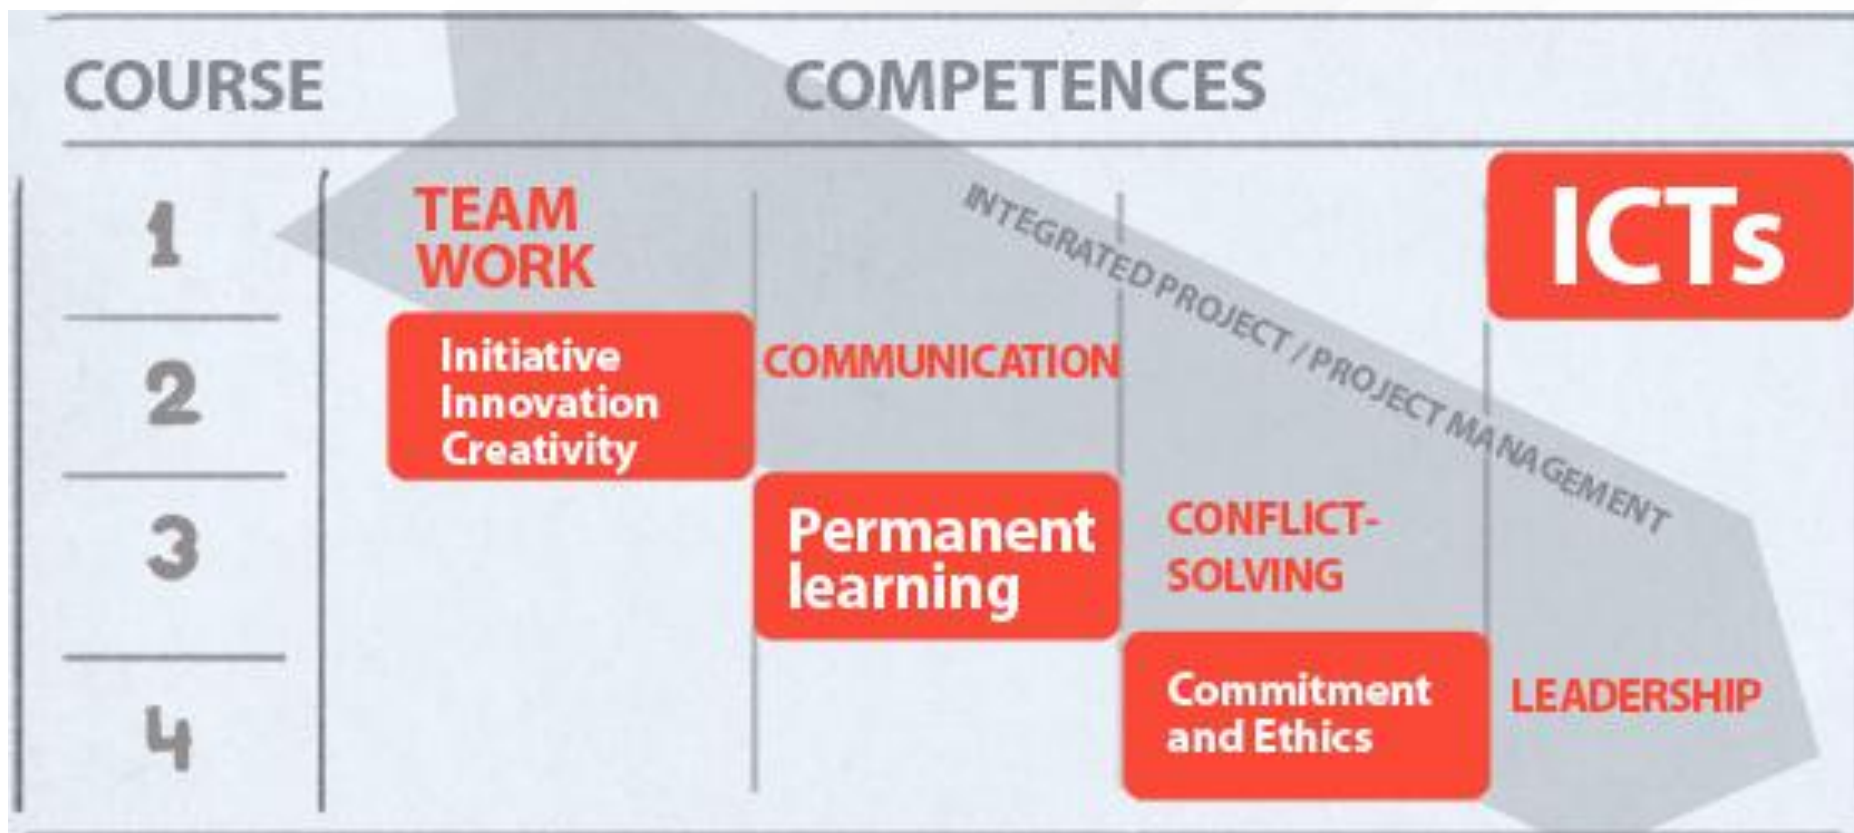 COURSE COMPETENCES
1
TEAM
WORK
INTEGRATED PROJECT / PROJECT MANAGEMENT
ICTs
2
Initiative
Innovation
Creativity
COMMUNICATION
3
Permanent
learning
CONFLICT-
SOLVING
4
Commitment
and Ethics
LEADERSHIP